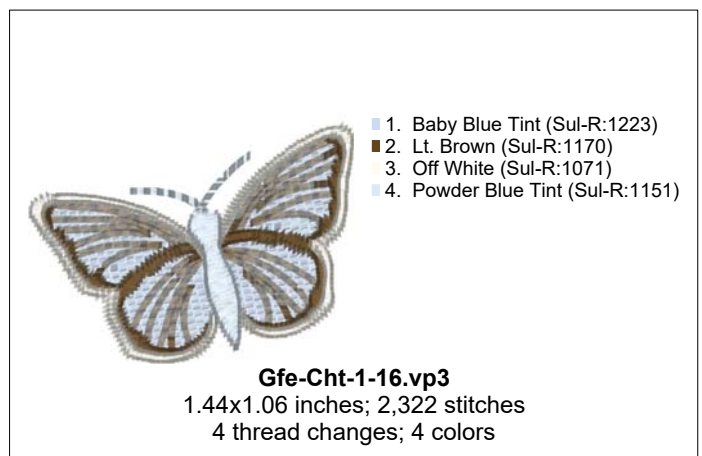 1. Baby Blue Tint (Sul-R:1223)
2. Lt. Brown (Sul-R:1170)
3. Off White (Sul-R:1071)
4. Powder Blue Tint (Sul-R:1151)
Gfe-Cht-1-16.vp3
1.44x1.06 inches; 2,322 stitches
4 thread changes; 4 colors